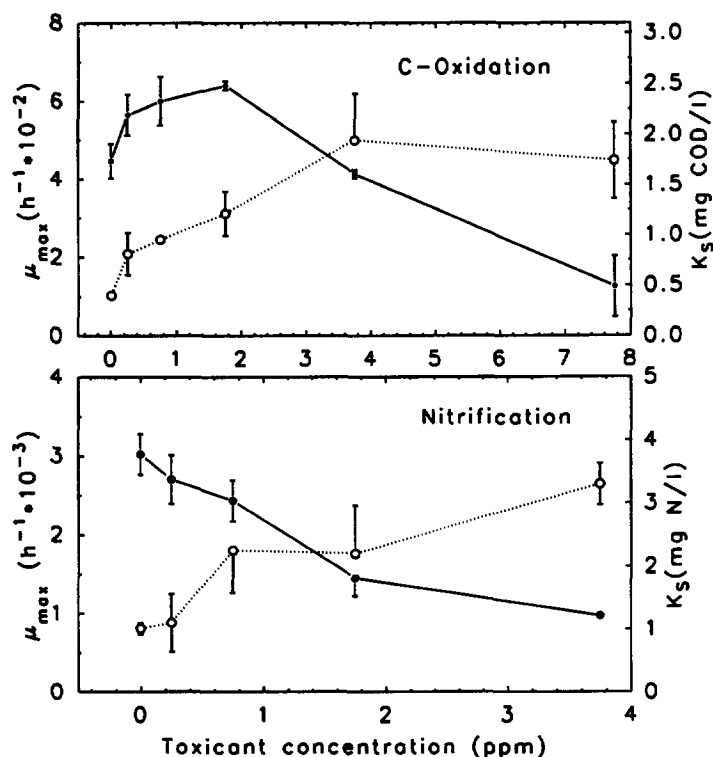 C-Oxidation
μmax(h⁻¹*10⁻²)
8
6
4
2
0
Ks(mg COD/l)
3.0
2.5
2.0
1.5
1.0
0.5
0.0
0 1 2 3 4 5 6 7 8
Nitrification
μmax(h⁻¹*10⁻³)
4
3
2
1
0
Ks(mg N/l)
5
4
3
2
1
0
0 1 2 3 4
Toxicant concentration (ppm)